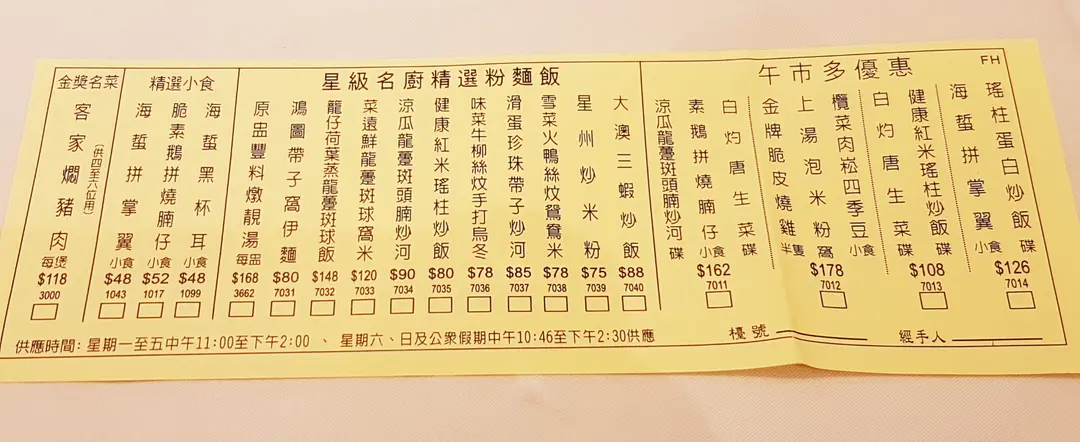 FH
金獎名菜
客家燜豬肉
(供四至六位用)
每煲
$118
3000
精選小食
海蜇拼掌翼
小食
$48
1043
脆素鵝拼燒腩仔
小食
$52
1017
海蜇黑杯耳
小食
$48
1099
星級名廚精選粉麵飯
原盅豐料燉靚湯
每盅
$168
3662
鴻圖帶子窩伊麵
$80
7031
龍仔荷葉蒸龍躉斑球飯
$148
7032
菜遠鮮龍躉斑球窩米
$120
7033
涼瓜龍躉斑頭腩炒河
$90
7034
健康紅米瑤柱炒飯
$80
7035
味菜牛柳絲炆手打烏冬
$78
7036
滑蛋珍珠帶子炒河
$85
7037
雪菜火鴨絲炆鴛鴦米
$78
7038
星州炒米粉
$75
7039
大澳三蝦炒飯
$88
7040
午市多優惠
涼瓜龍躉斑頭腩炒河
碟
素鵝拼燒腩仔
小食
白灼唐生菜
碟
$162
7011
金牌脆皮燒雞
半隻
上湯泡米粉
窩
欖菜肉崧四季豆
小食
$178
7012
白灼唐生菜
碟
健康紅米瑤柱炒飯
碟
$108
7013
海蜇拼掌翼
小食
瑤柱蛋白炒飯
碟
$126
7014
供應時間: 星期一至五中午11:00至下午2:00 、 星期六、日及公眾假期中午10:46至下午2:30供應
檯號
經手人